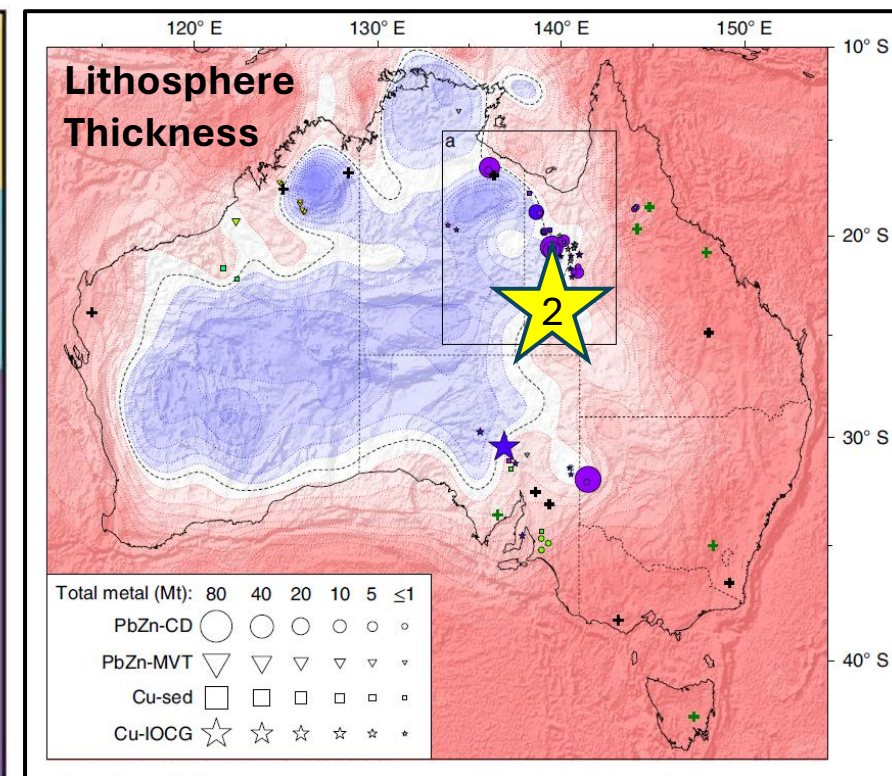 120° E 130° E 140° E 150° E
10° S
Lithosphere
Thickness
a
20° S
2
30° S
Total metal (Mt): 80 40 20 10 5 ≤1
PbZn-CD
PbZn-MVT
Cu-sed
Cu-IOCG
40° S